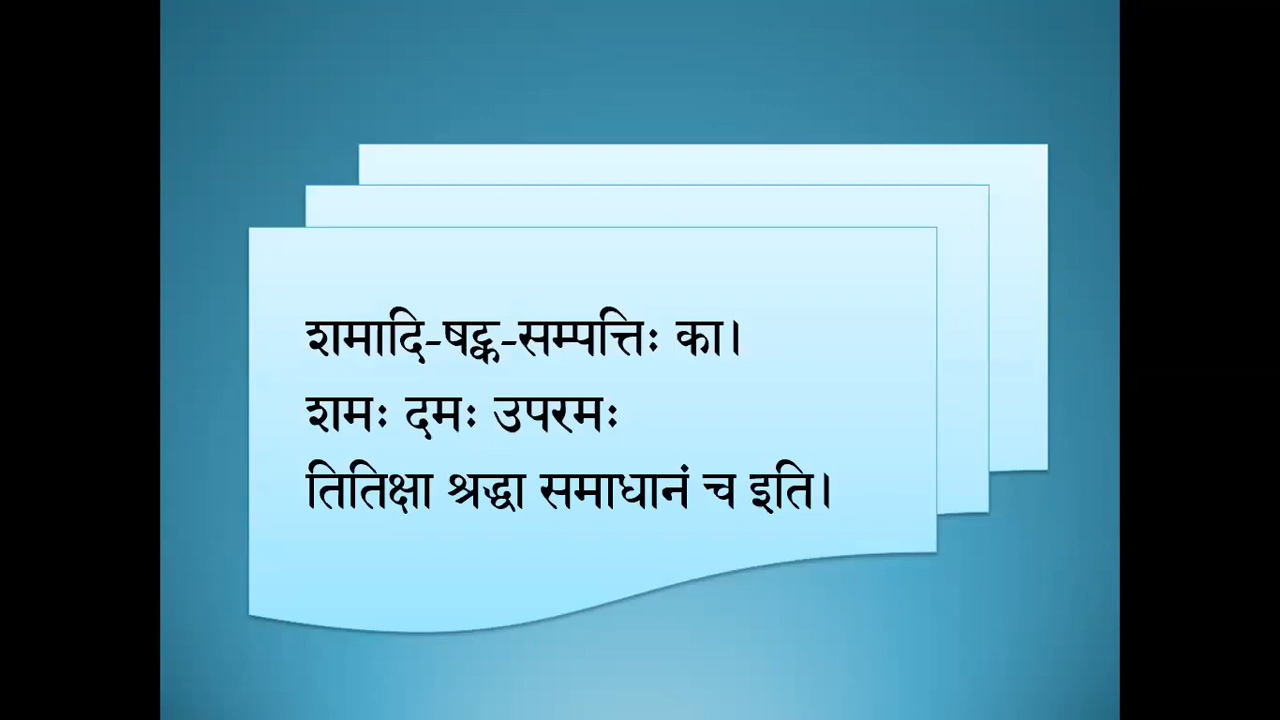 शमादि-षट्क-सम्पत्तिः का।
शमः दमः उपरमः
तितिक्षा श्रद्धा समाधानं च इति।